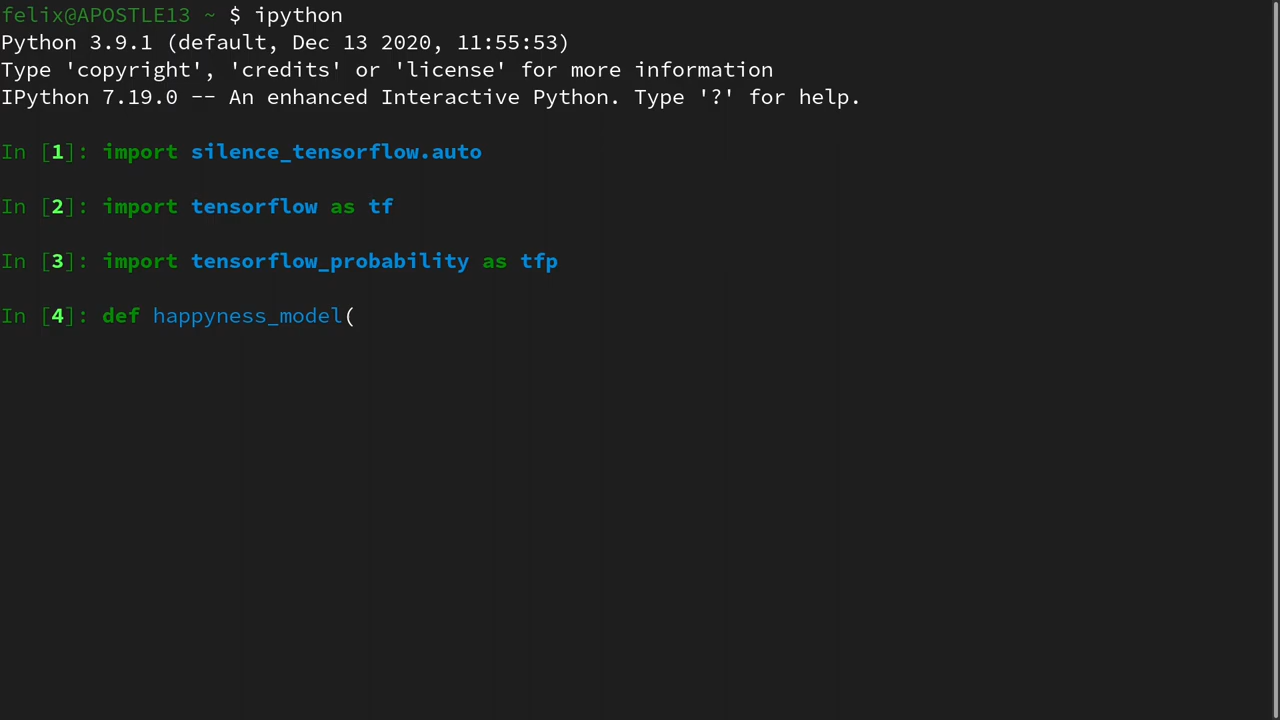 felix@APOSTLE13 ~ $ ipython
Python 3.9.1 (default, Dec 13 2020, 11:55:53)
Type 'copyright', 'credits' or 'license' for more information
IPython 7.19.0 -- An enhanced Interactive Python. Type '?' for help.
In [1]: import silence_tensorflow.auto
In [2]: import tensorflow as tf
In [3]: import tensorflow_probability as tfp
In [4]: def happyness_model(